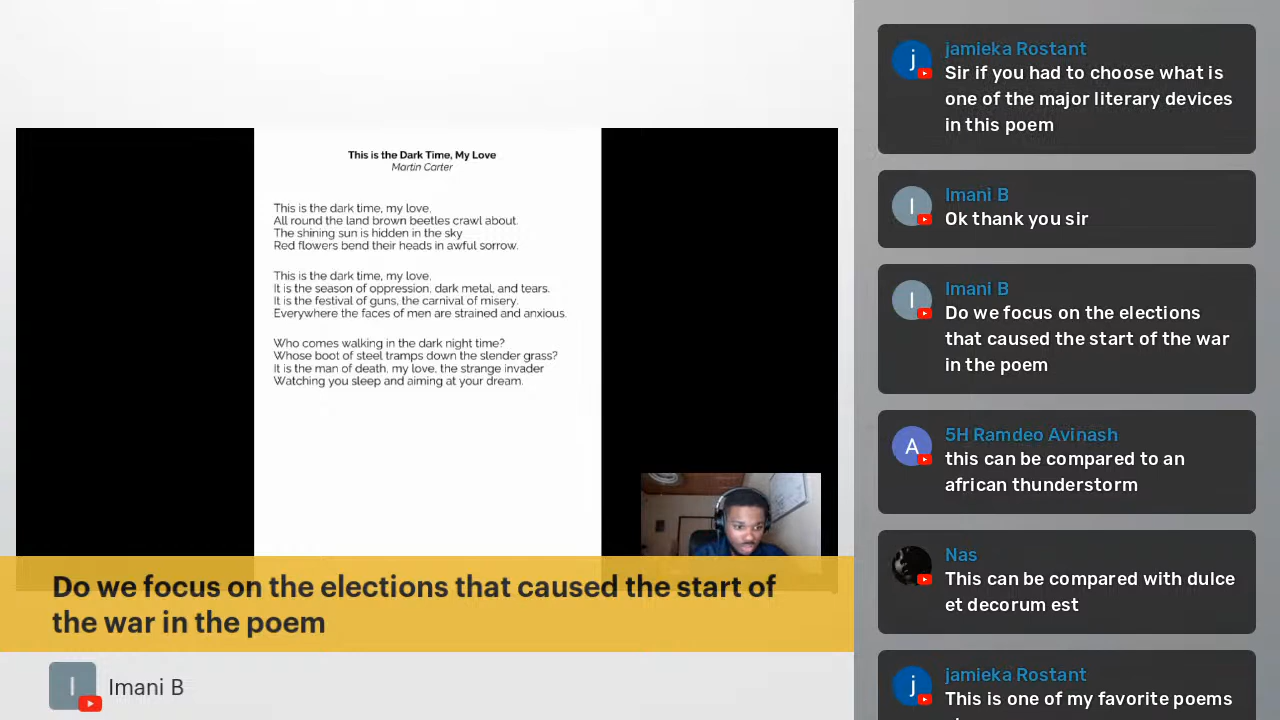 This is the Dark Time, My Love
Martin Carter
This is the dark time, my love,
All round the land brown beetles crawl about.
The shining sun is hidden in the sky
Red flowers bend their heads in awful sorrow.
This is the dark time, my love,
It is the season of oppression, dark metal, and tears.
It is the festival of guns, the carnival of misery.
Everywhere the faces of men are strained and anxious.
Who comes walking in the dark night time?
Whose boot of steel tramps down the slender grass?
It is the man of death, my love, the strange invader
Watching you sleep and aiming at your dream.
Do we focus on the elections that caused the start of
the war in the poem
I
Imani B
j
jamieka Rostant
Sir if you had to choose what is
one of the major literary devices
in this poem
I
Imani B
Ok thank you sir
I
Imani B
Do we focus on the elections
that caused the start of the war
in the poem
A
5H Ramdeo Avinash
this can be compared to an
african thunderstorm
Nas
This can be compared with dulce
et decorum est
j
jamieka Rostant
This is one of my favorite poems